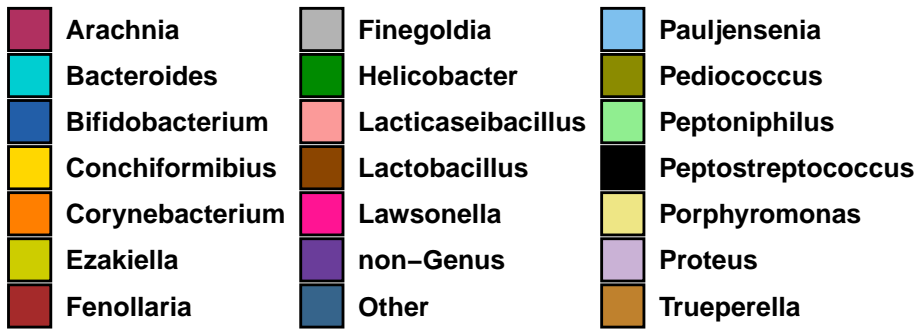 Arachnia
Bacteroides
Bifidobacterium
Conchiformibius
Corynebacterium
Ezakiella
Fenollaria
Finegoldia
Helicobacter
Lacticaseibacillus
Lactobacillus
Lawsonella
non−Genus
Other
Pauljensenia
Pediococcus
Peptoniphilus
Peptostreptococcus
Porphyromonas
Proteus
Trueperella